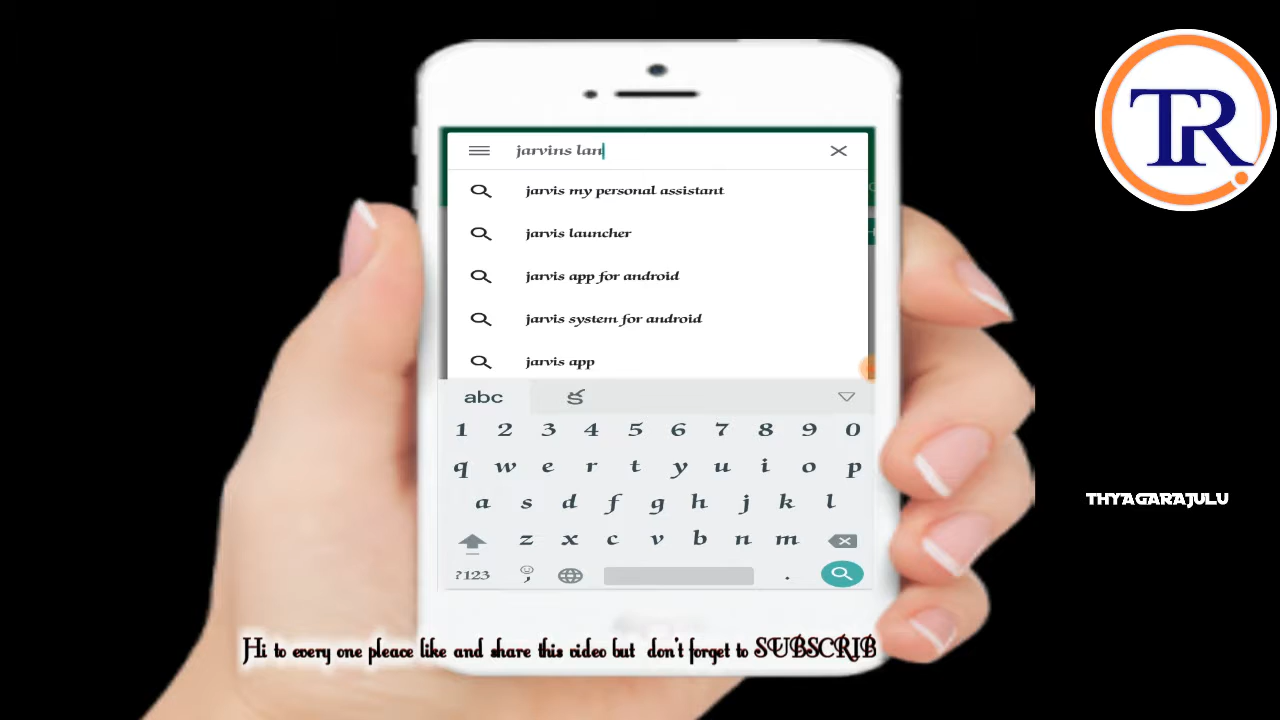 TR
jarvins lan
jarvis my personal assistant
jarvis launcher
jarvis app for android
jarvis system for android
jarvis app
abc క
1 2 3 4 5 6 7 8 9 0
q w e r t y u i o p
a s d f g h j k l
z x c v b n m
?123 , .
THYAGARAJULU
Hi to every one pleace like and share this video but don't forget to SUBSCRIB